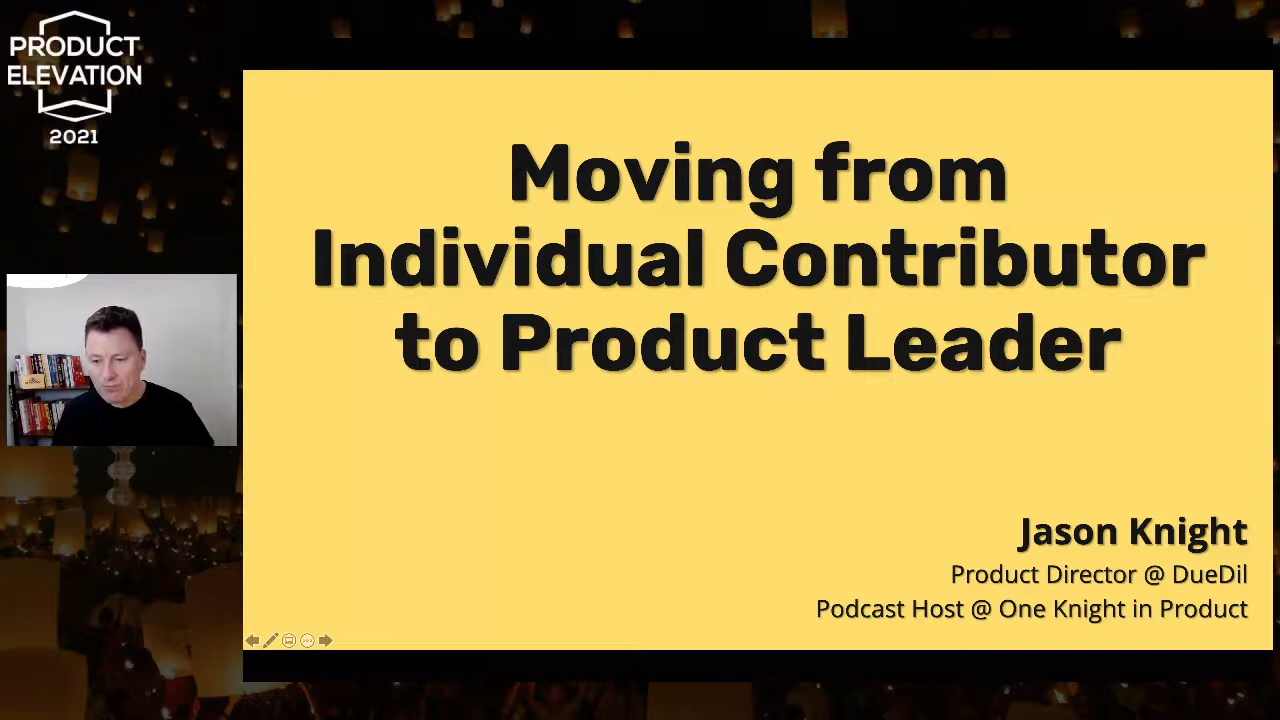 PRODUCT
ELEVATION
2021
Moving from
Individual Contributor
to Product Leader
Jason Knight
Product Director @ DueDil
Podcast Host @ One Knight in Product